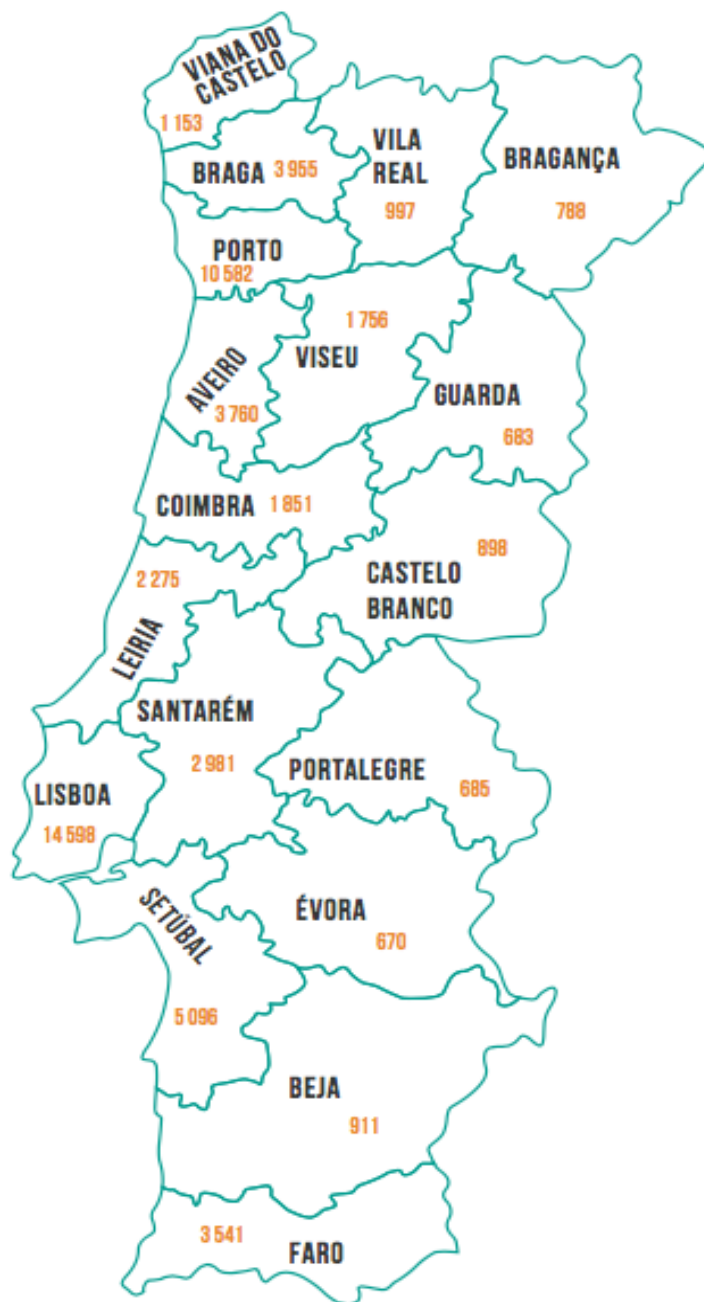 VIANA DO
CASTELO
1 153
BRAGA 3 955
VILA
REAL
997
BRAGANÇA
788
PORTO
10 582
AVEIRO
3 760
1 756
VISEU
GUARDA
683
COIMBRA 1 851
2 275
LEIRIA
898
CASTELO
BRANCO
SANTARÉM
2 981
PORTALEGRE
685
LISBOA
14 598
SETÚBAL
5 096
ÉVORA
670
BEJA
911
3 541
FARO